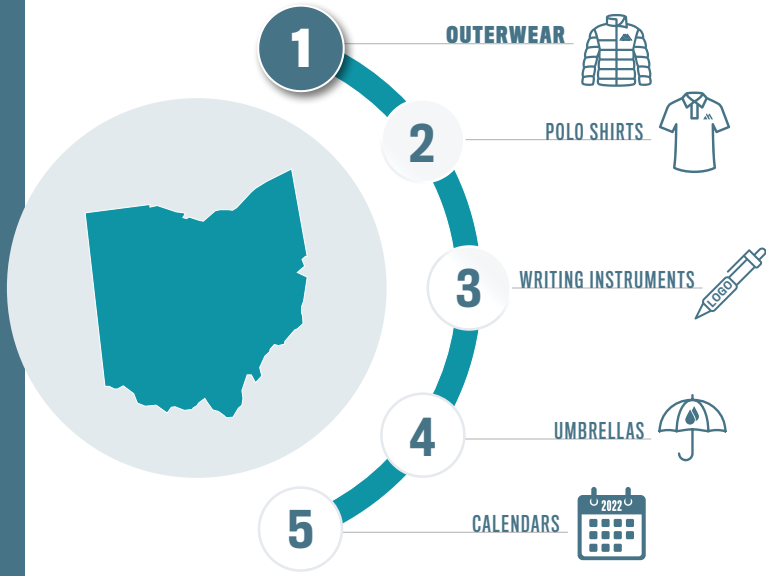 1
OUTERWEAR
2
POLO SHIRTS
3
WRITING INSTRUMENTS
LOGO
4
UMBRELLAS
5
CALENDARS
2022